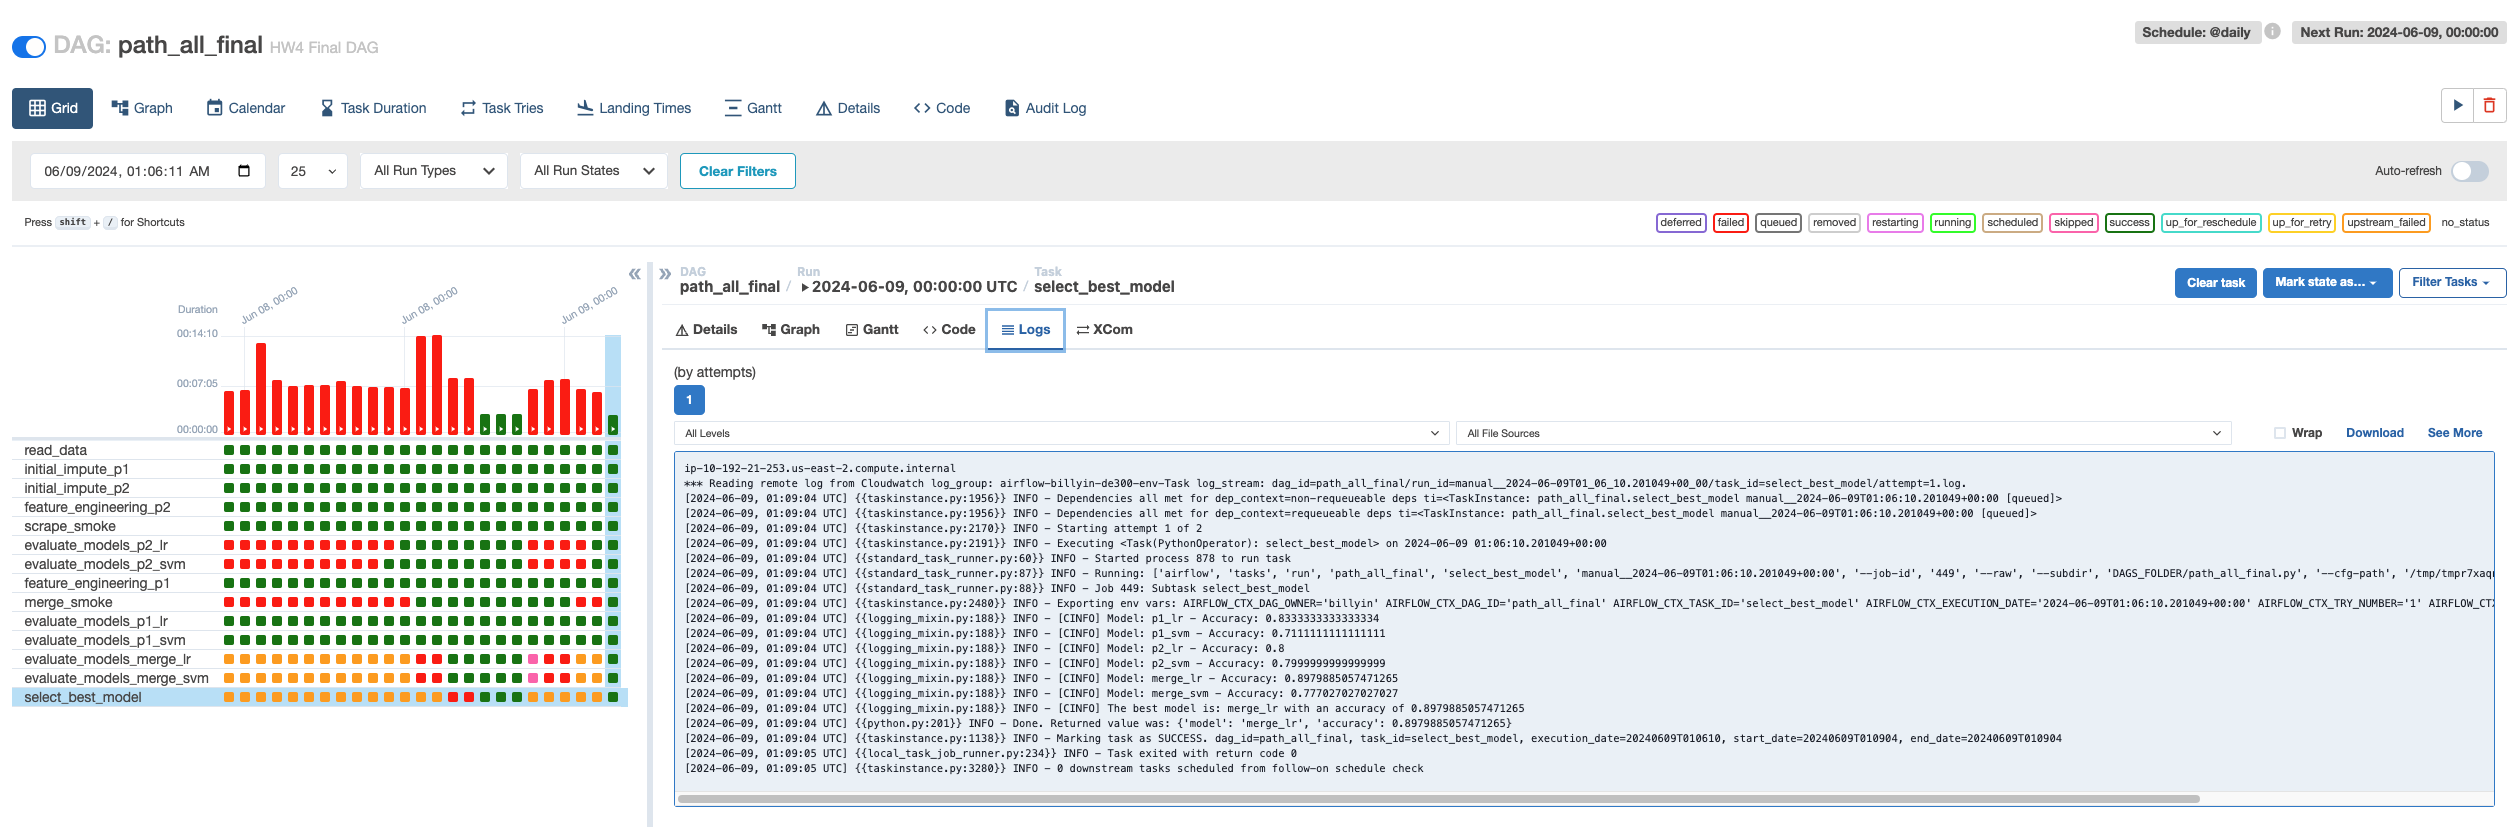 DAG: path_all_final HW4 Final DAG
Schedule: @daily
Next Run: 2024-06-09, 00:00:00
Grid
Graph
Calendar
Task Duration
Task Tries
Landing Times
Gantt
Details
Code
Audit Log
06/09/2024, 01:06:11 AM
25
All Run Types
All Run States
Clear Filters
Auto-refresh
Press shift + / for Shortcuts
deferred
failed
queued
removed
restarting
running
scheduled
skipped
success
up_for_reschedule
up_for_retry
upstream_failed
no_status
Duration
Jun 08, 00:00
Jun 08, 00:00
Jun 09, 00:00
00:14:10
00:07:05
00:00:00
read_data
initial_impute_p1
initial_impute_p2
feature_engineering_p2
scrape_smoke
evaluate_models_p2_lr
evaluate_models_p2_svm
feature_engineering_p1
merge_smoke
evaluate_models_p1_lr
evaluate_models_p1_svm
evaluate_models_merge_lr
evaluate_models_merge_svm
select_best_model
DAG
path_all_final /
Run
2024-06-09, 00:00:00 UTC /
Task
select_best_model
Clear task
Mark state as...
Filter Tasks
Details
Graph
Gantt
Code
Logs
XCom
(by attempts)
1
All Levels
All File Sources
Wrap
Download
See More
ip-10-192-21-253.us-east-2.compute.internal
*** Reading remote log from Cloudwatch log_group: airflow-billyin-de300-env-Task log_stream: dag_id=path_all_final/run_id=manual__2024-06-09T01_06_10.201049+00_00/task_id=select_best_model/attempt=1.log.
[2024-06-09, 01:09:04 UTC] {{taskinstance.py:1956}} INFO - Dependencies all met for dep_context=non-requeueable deps ti=<TaskInstance: path_all_final.select_best_model manual__2024-06-09T01:06:10.201049+00:00 [queued]>
[2024-06-09, 01:09:04 UTC] {{taskinstance.py:1956}} INFO - Dependencies all met for dep_context=requeueable deps ti=<TaskInstance: path_all_final.select_best_model manual__2024-06-09T01:06:10.201049+00:00 [queued]>
[2024-06-09, 01:09:04 UTC] {{taskinstance.py:2170}} INFO - Starting attempt 1 of 2
[2024-06-09, 01:09:04 UTC] {{taskinstance.py:2191}} INFO - Executing <Task(PythonOperator): select_best_model> on 2024-06-09 01:06:10.201049+00:00
[2024-06-09, 01:09:04 UTC] {{standard_task_runner.py:60}} INFO - Started process 878 to run task
[2024-06-09, 01:09:04 UTC] {{standard_task_runner.py:87}} INFO - Running: ['airflow', 'tasks', 'run', 'path_all_final', 'select_best_model', 'manual__2024-06-09T01:06:10.201049+00:00', '--job-id', '449', '--raw', '--subdir', 'DAGS_FOLDER/path_all_final.py', '--cfg-path', '/tmp/tmpr7xaq
[2024-06-09, 01:09:04 UTC] {{standard_task_runner.py:88}} INFO - Job 449: Subtask select_best_model
[2024-06-09, 01:09:04 UTC] {{taskinstance.py:2480}} INFO - Exporting env vars: AIRFLOW_CTX_DAG_OWNER='billyin' AIRFLOW_CTX_DAG_ID='path_all_final' AIRFLOW_CTX_TASK_ID='select_best_model' AIRFLOW_CTX_EXECUTION_DATE='2024-06-09T01:06:10.201049+00:00' AIRFLOW_CTX_TRY_NUMBER='1' AIRFLOW_CT
[2024-06-09, 01:09:04 UTC] {{logging_mixin.py:188}} INFO - [CINFO] Model: p1_lr - Accuracy: 0.8333333333333334
[2024-06-09, 01:09:04 UTC] {{logging_mixin.py:188}} INFO - [CINFO] Model: p1_svm - Accuracy: 0.7111111111111111
[2024-06-09, 01:09:04 UTC] {{logging_mixin.py:188}} INFO - [CINFO] Model: p2_lr - Accuracy: 0.8
[2024-06-09, 01:09:04 UTC] {{logging_mixin.py:188}} INFO - [CINFO] Model: p2_svm - Accuracy: 0.7999999999999999
[2024-06-09, 01:09:04 UTC] {{logging_mixin.py:188}} INFO - [CINFO] Model: merge_lr - Accuracy: 0.8979885057471265
[2024-06-09, 01:09:04 UTC] {{logging_mixin.py:188}} INFO - [CINFO] Model: merge_svm - Accuracy: 0.777027027027027
[2024-06-09, 01:09:04 UTC] {{logging_mixin.py:188}} INFO - [CINFO] The best model is: merge_lr with an accuracy of 0.8979885057471265
[2024-06-09, 01:09:04 UTC] {{python.py:201}} INFO - Done. Returned value was: {'model': 'merge_lr', 'accuracy': 0.8979885057471265}
[2024-06-09, 01:09:04 UTC] {{taskinstance.py:1138}} INFO - Marking task as SUCCESS. dag_id=path_all_final, task_id=select_best_model, execution_date=20240609T010610, start_date=20240609T010904, end_date=20240609T010904
[2024-06-09, 01:09:05 UTC] {{local_task_job_runner.py:234}} INFO - Task exited with return code 0
[2024-06-09, 01:09:05 UTC] {{taskinstance.py:3280}} INFO - 0 downstream tasks scheduled from follow-on schedule check